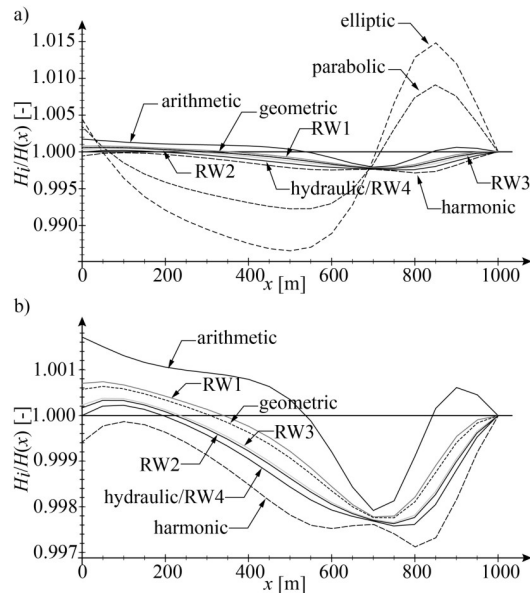 a)
elliptic
1.015
1.010
parabolic
Hi/H(x) [-]
1.005
arithmetic
geometric
RW1
1.000
RW2
hydraulic/RW4
RW3
0.995
harmonic
0.990
0 200 400 600 800 1000
x [m]
b)
arithmetic
1.001
RW1
geometric
Hi/H(x) [-]
1.000
RW3
RW2
0.999
hydraulic/RW4
0.998
harmonic
0.997
0 200 400 600 800 1000
x [m]